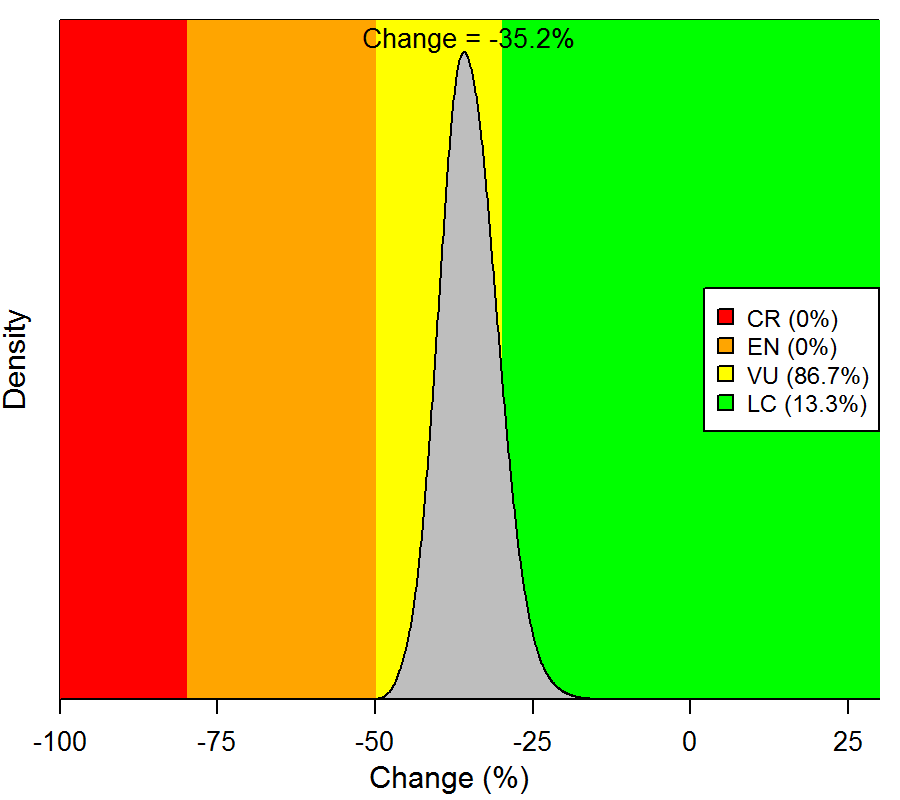 Change = -35.2%
Density
CR (0%)
EN (0%)
VU (86.7%)
LC (13.3%)
-100 -75 -50 -25 0 25
Change (%)